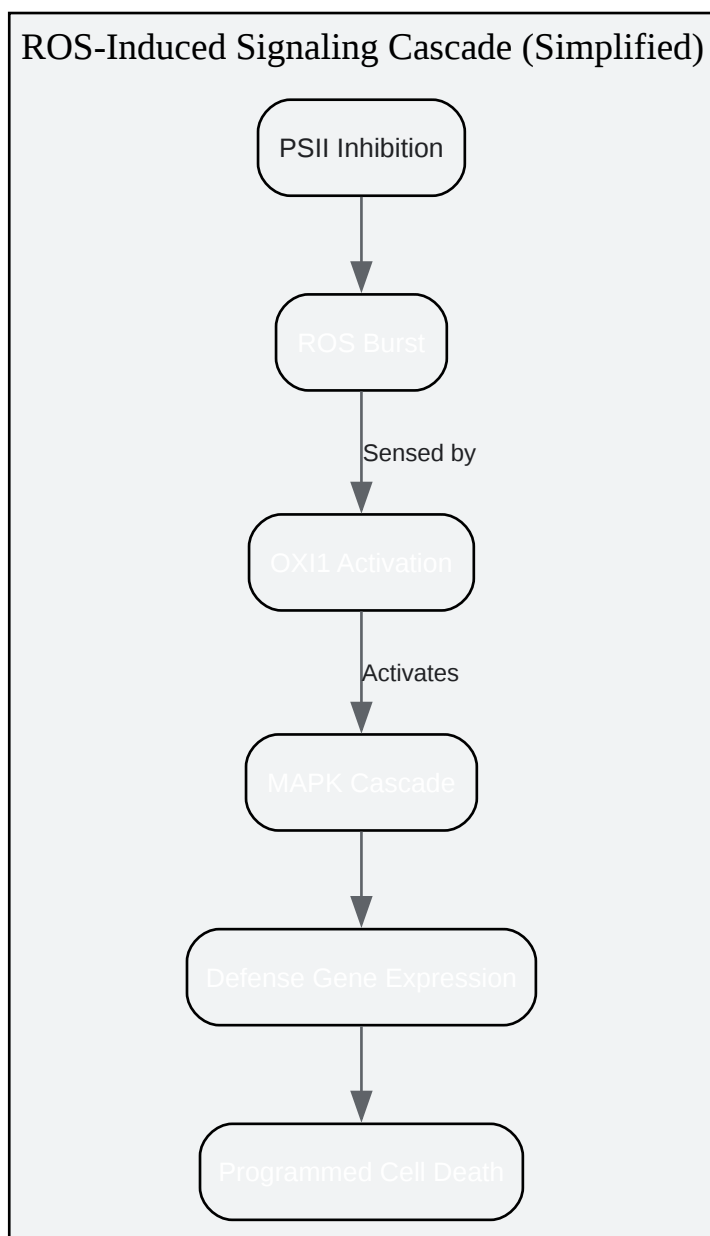 ROS-Induced Signaling Cascade (Simplified)
PSII Inhibition
ROS Burst
Sensed by
OXI1 Activation
Activates
MAPK Cascade
Defense Gene Expression
Programmed Cell Death